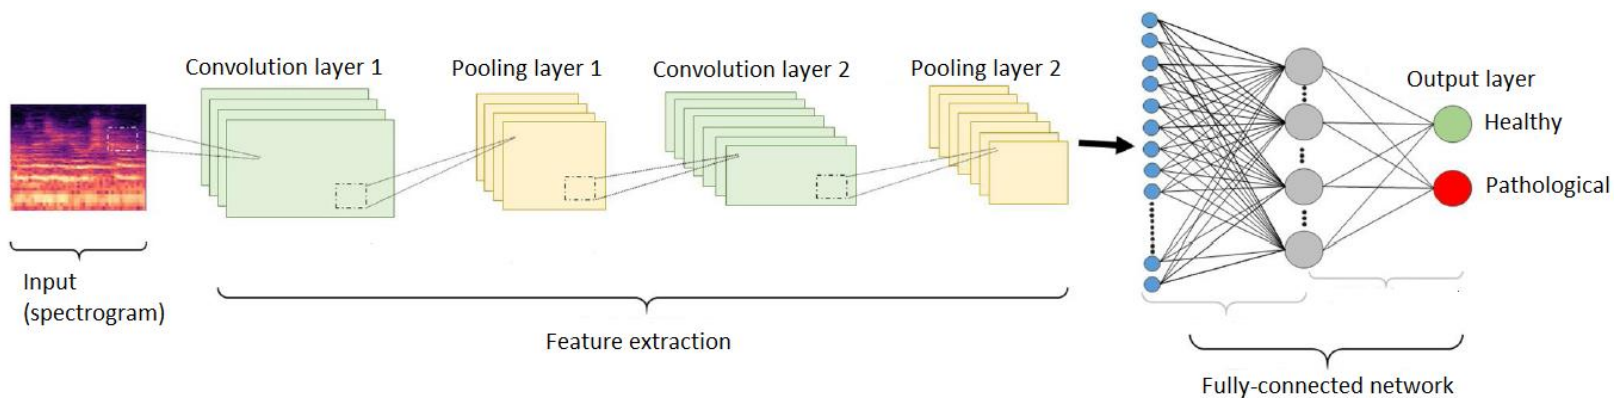 Convolution layer 1
Pooling layer 1
Convolution layer 2
Pooling layer 2
Output layer
Healthy
Pathological
Input
(spectrogram)
Feature extraction
Fully-connected network